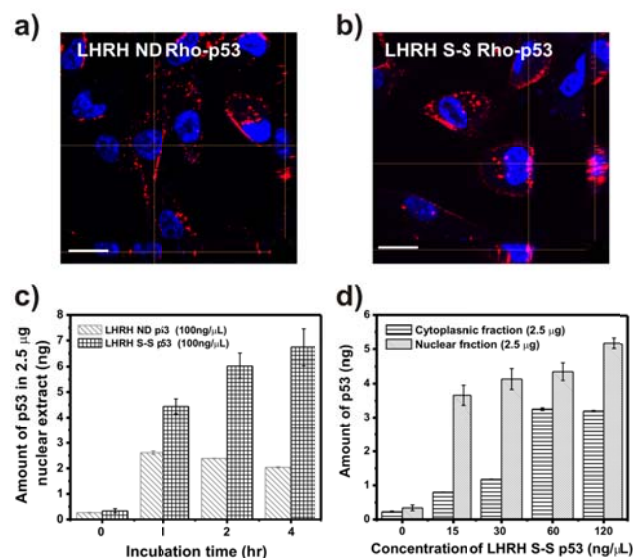 a)
LHRH ND Rho-p53
b)
LHRH S-S Rho-p53
c)
Amount of p53 in 2.5 µg
nuclear extract (ng)
8
7
6
5
4
3
2
1
0
LHRH ND pi3 (100ng/µL)
LHRH S-S p53 (100ng/µL)
0
1
2
4
Incubation time (hr)
d)
Amount of p53 (ng)
6
5
4
3
2
1
0
Cytoplasnic fraction (2.5 µg)
Nuclear fnction (2.5 µg)
0
15
30
60
120
Concentration of LHRH S-S p53 (ng/µL)